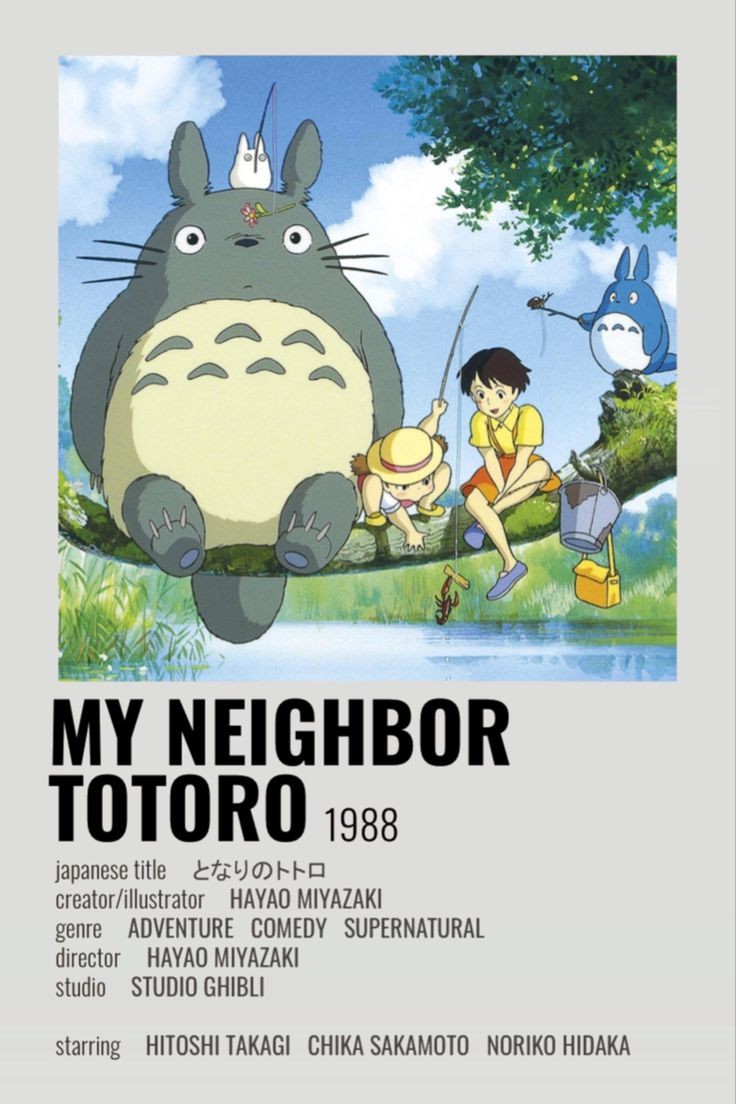 MY NEIGHBOR
TOTORO 1988
japanese title となりのトトロ
creator/illustrator HAYAO MIYAZAKI
genre ADVENTURE COMEDY SUPERNATURAL
director HAYAO MIYAZAKI
studio STUDIO GHIBLI
starring HITOSHI TAKAGI CHIKA SAKAMOTO NORIKO HIDAKA